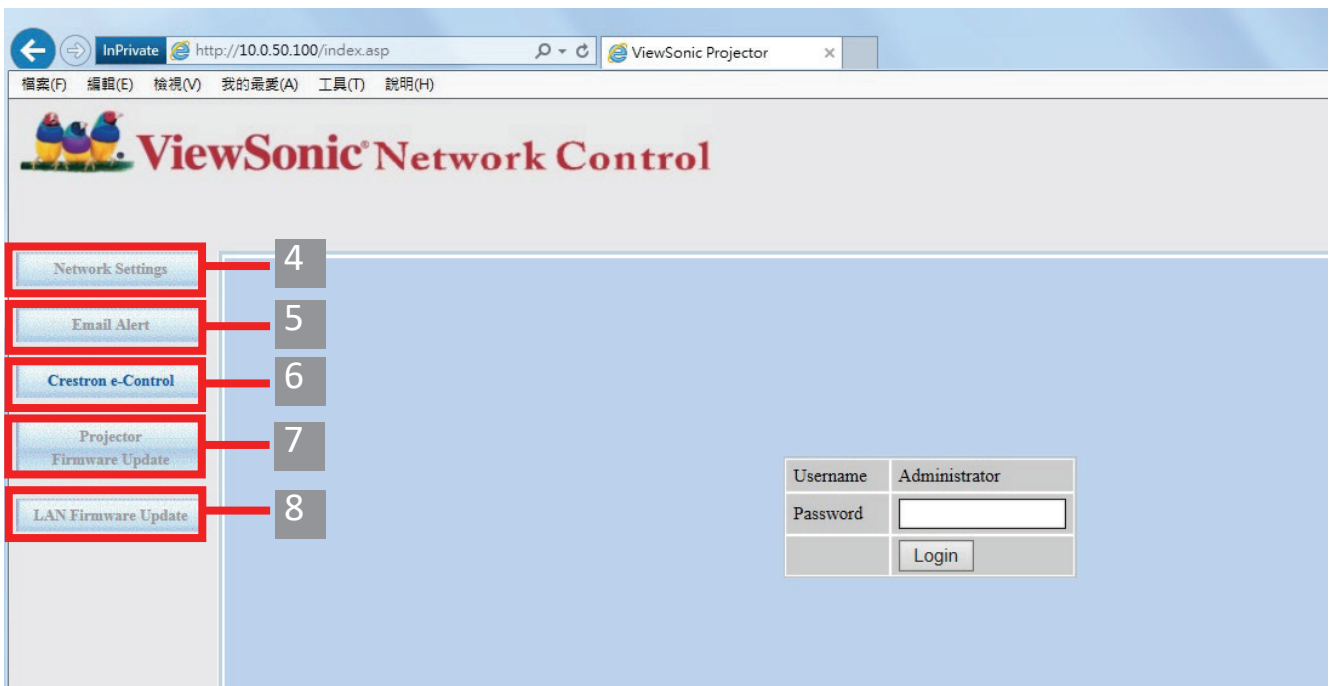 InPrivate http://10.0.50.100/index.asp ViewSonic Projector
檔案(F) 編輯(E) 檢視(V) 我的最愛(A) 工具(T) 說明(H)
ViewSonic® Network Control
Network Settings 4
Email Alert 5
Crestron e-Control 6
Projector
Firmware Update 7
LAN Firmware Update 8
Username Administrator
Password
Login